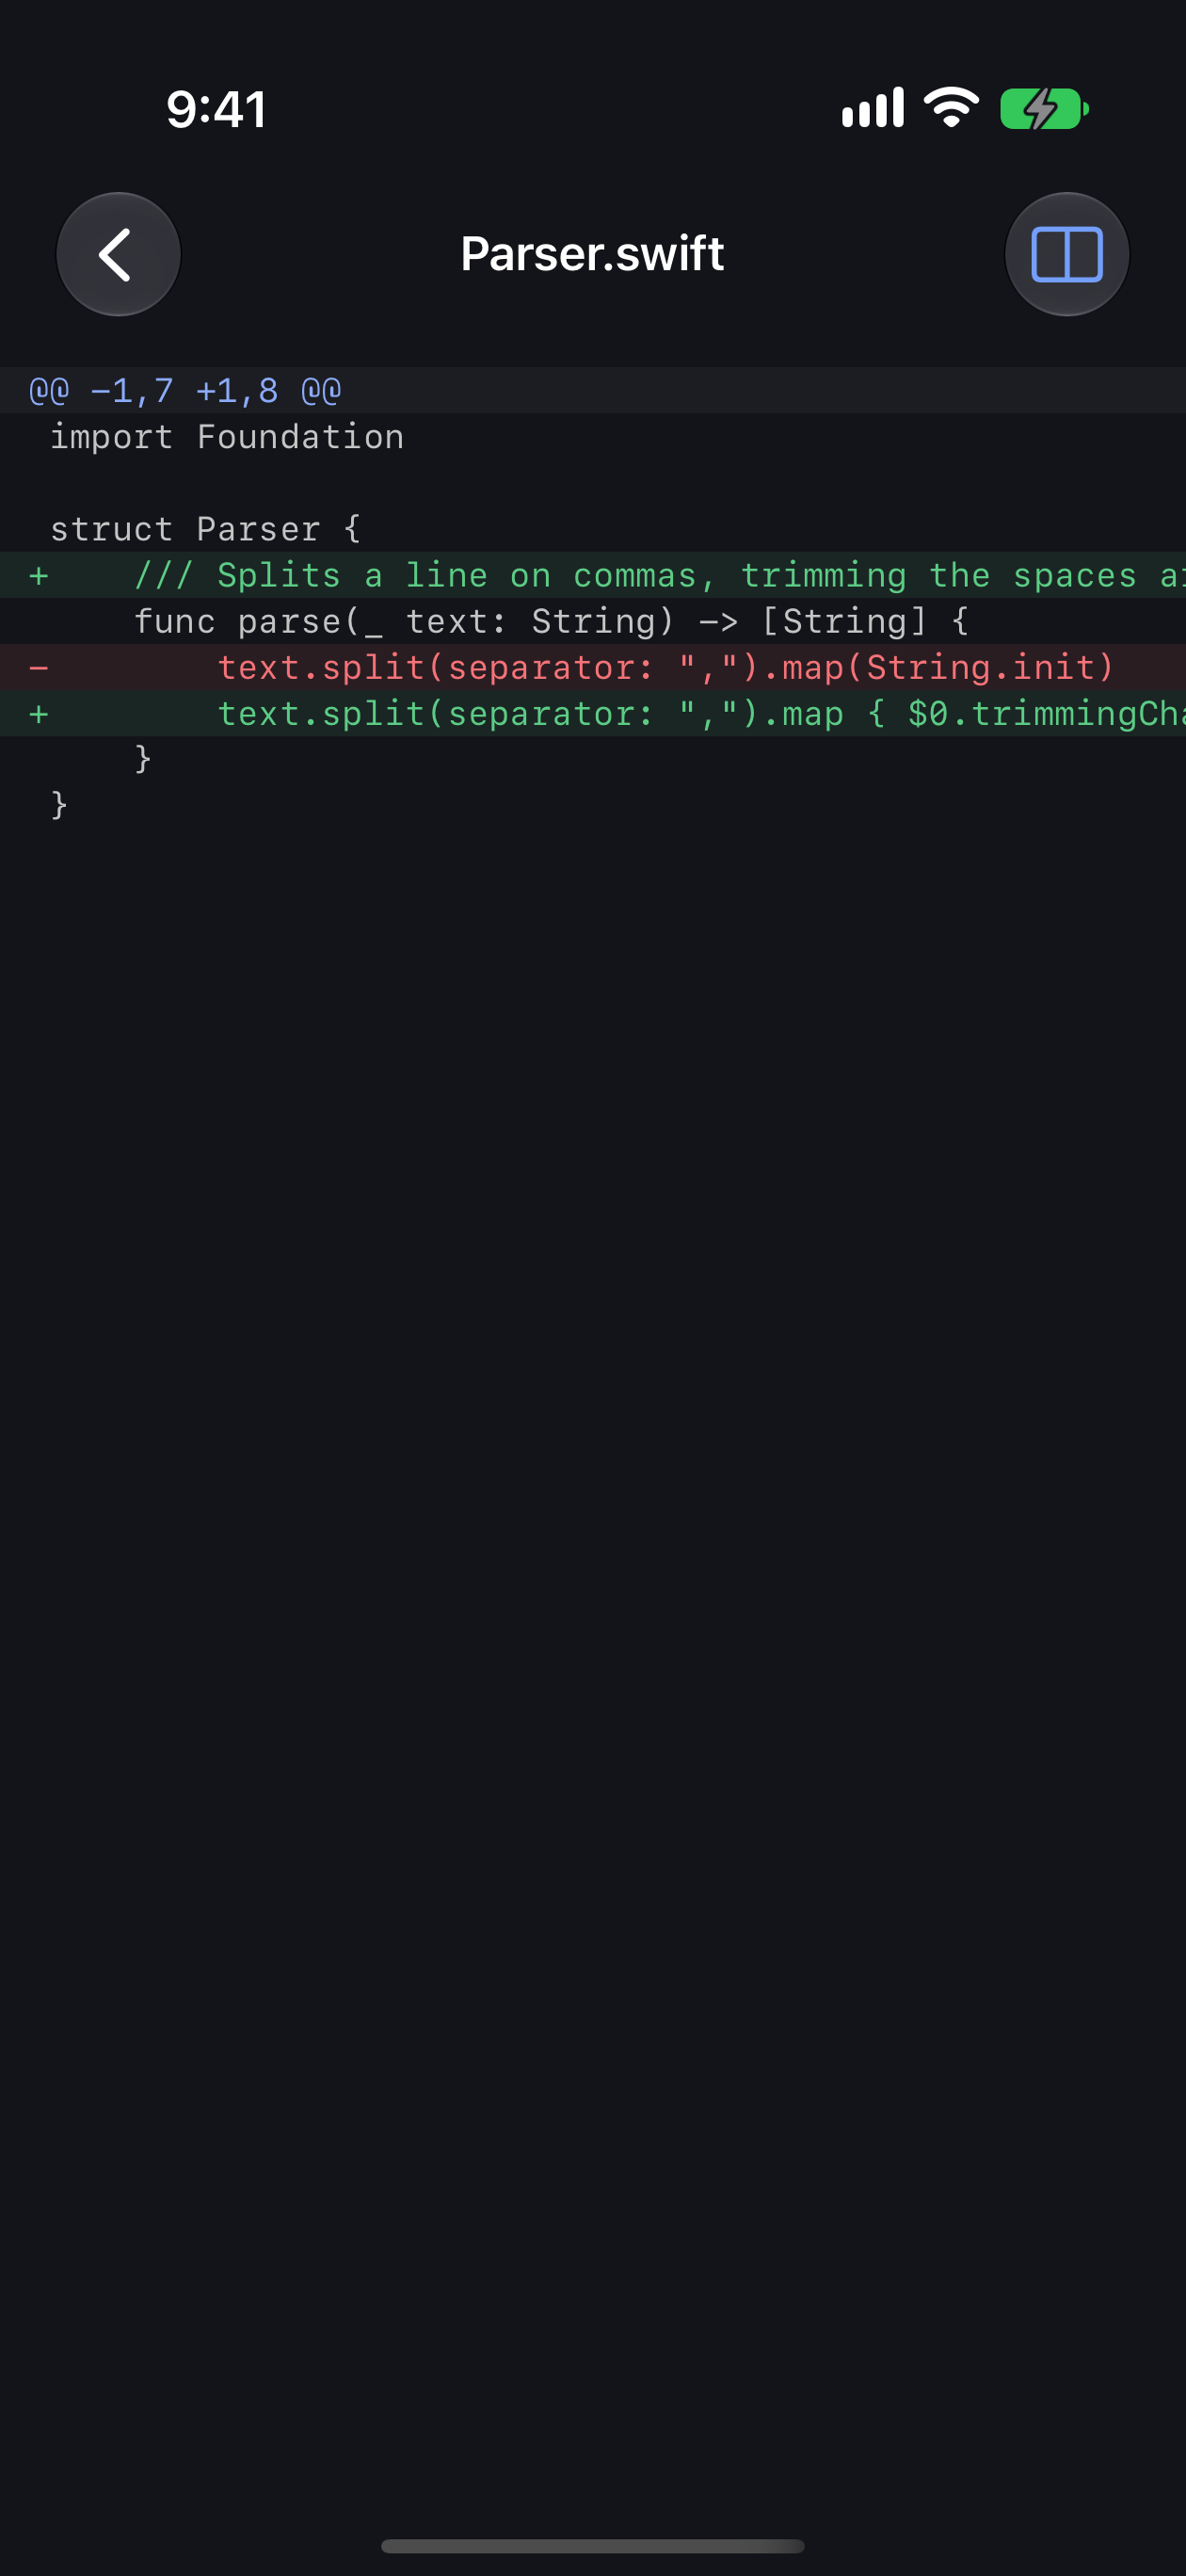 9:41
Parser.swift
@@ -1,7 +1,8 @@
import Foundation
struct Parser {
+    /// Splits a line on commas, trimming the spaces
    func parse(_ text: String) -> [String] {
-        text.split(separator: ",").map(String.init)
+        text.split(separator: ",").map { $0.trimmingCh
    }
}